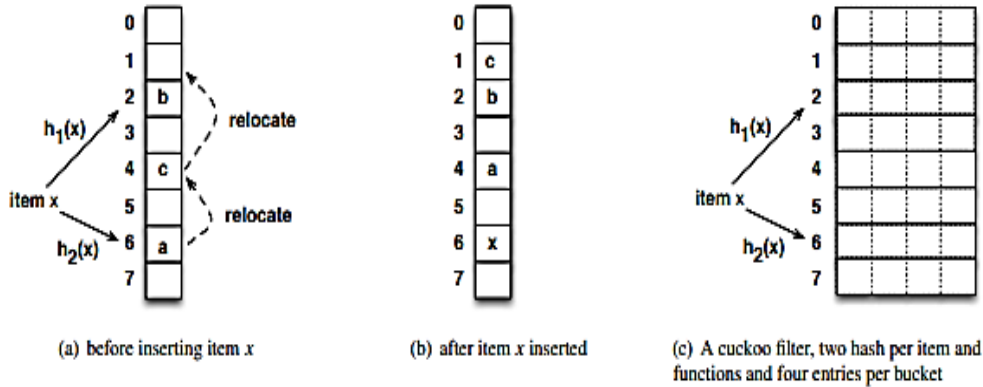 0
1
2
3
4
5
6
7
b
c
a
h1(x)
item x
h2(x)
relocate
relocate
(a) before inserting item x
0
1
2
3
4
5
6
7
c
b
a
x
(b) after item x inserted
0
1
2
3
4
5
6
7
h1(x)
item x
h2(x)
(c) A cuckoo filter, two hash per item and
functions and four entries per bucket